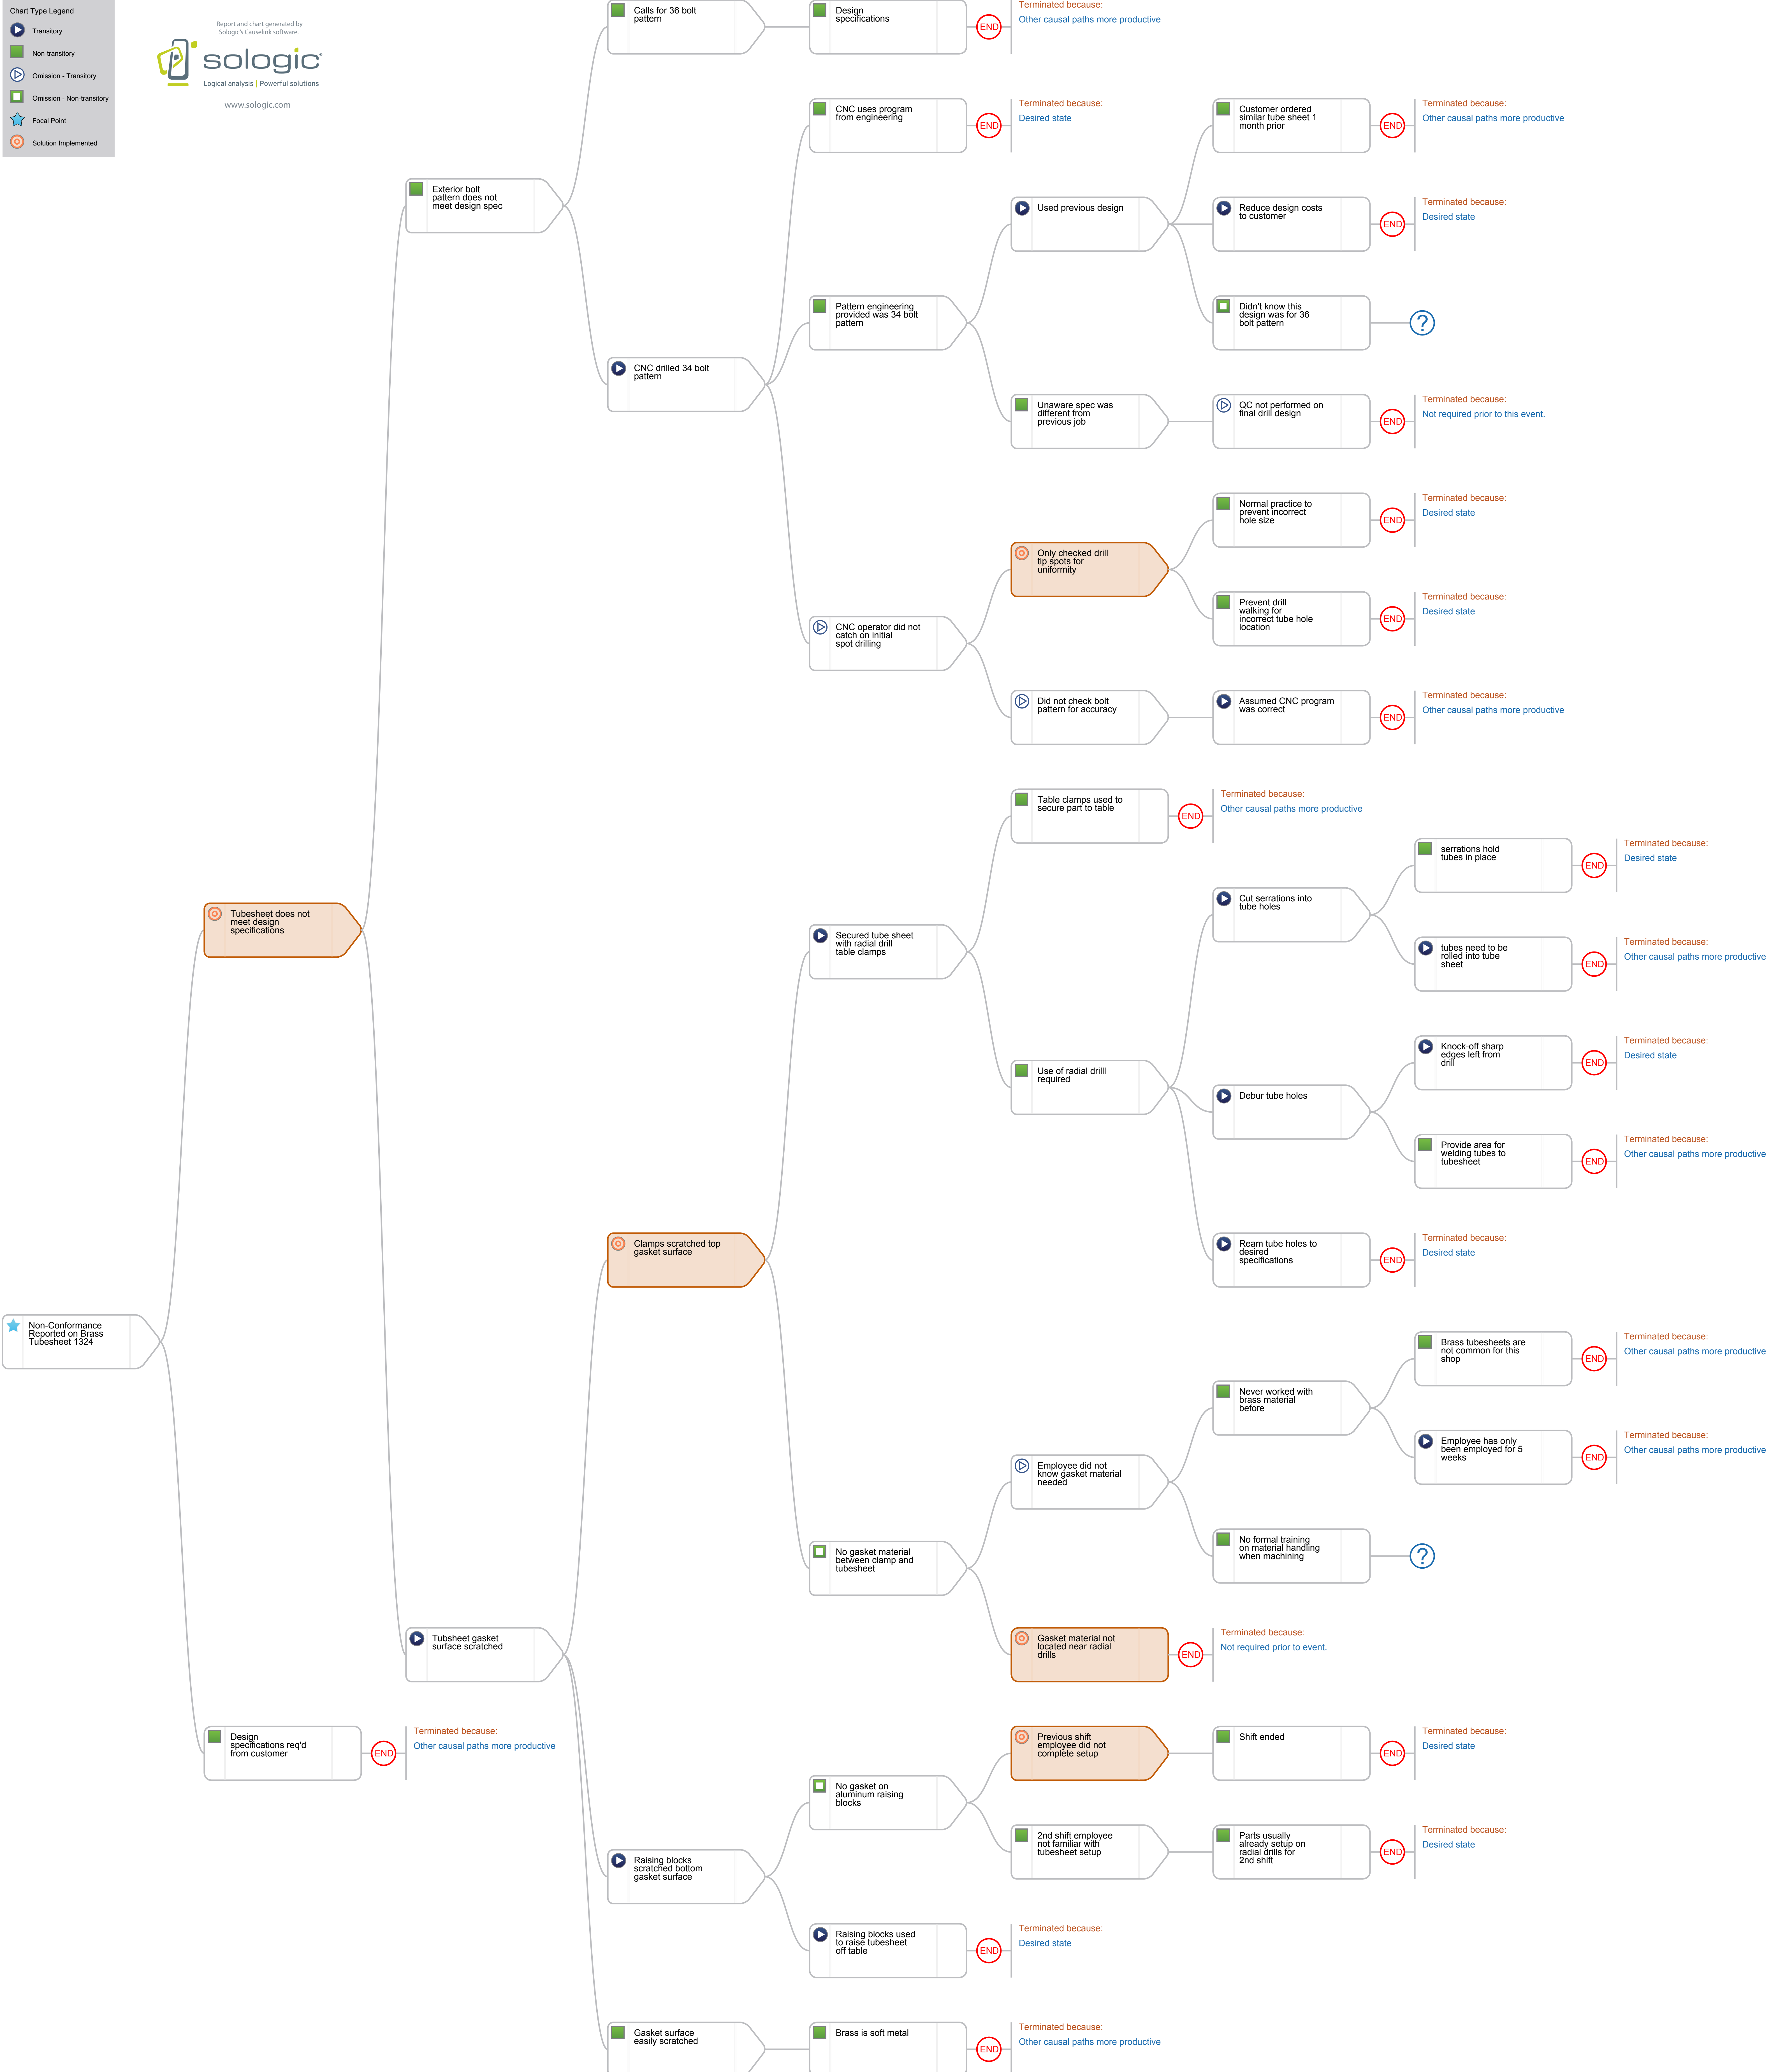 Chart Type Legend
Transitory
Non-transitory
Omission - Transitory
Omission - Non-transitory
Focal Point
Solution Implemented
Report and chart generated by
Sologic's Causelink software.
sologic®
Logical analysis | Powerful solutions
www.sologic.com
Calls for 36 bolt
pattern
Design
specifications
END
Terminated because:
Other causal paths more productive
CNC uses program
from engineering
END
Terminated because:
Desired state
Customer ordered
similar tube sheet 1
month prior
END
Terminated because:
Other causal paths more productive
Exterior bolt
pattern does not
meet design spec
Used previous design
Reduce design costs
to customer
END
Terminated because:
Desired state
Pattern engineering
provided was 34 bolt
pattern
Didn't know this
design was for 36
bolt pattern
?
CNC drilled 34 bolt
pattern
Unaware spec was
different from
previous job
QC not performed on
final drill design
END
Terminated because:
Not required prior to this event.
Normal practice to
prevent incorrect
hole size
END
Terminated because:
Desired state
Only checked drill
tip spots for
uniformity
Prevent drill
walking for
incorrect tube hole
location
END
Terminated because:
Desired state
CNC operator did not
catch on initial
spot drilling
Did not check bolt
pattern for accuracy
Assumed CNC program
was correct
END
Terminated because:
Other causal paths more productive
Table clamps used to
secure part to table
END
Terminated because:
Other causal paths more productive
serrations hold
tubes in place
END
Terminated because:
Desired state
Tubesheet does not
meet design
specifications
Cut serrations into
tube holes
Secured tube sheet
with radial drill
table clamps
tubes need to be
rolled into tube
sheet
END
Terminated because:
Other causal paths more productive
Use of radial drilll
required
Knock-off sharp
edges left from
drill
END
Terminated because:
Desired state
Debur tube holes
Provide area for
welding tubes to
tubesheet
END
Terminated because:
Other causal paths more productive
Clamps scratched top
gasket surface
Ream tube holes to
desired
specifications
END
Terminated because:
Desired state
Non-Conformance
Reported on Brass
Tubesheet 1324
Brass tubesheets are
not common for this
shop
END
Terminated because:
Other causal paths more productive
Never worked with
brass material
before
Employee has only
been employed for 5
weeks
END
Terminated because:
Other causal paths more productive
Employee did not
know gasket material
needed
No gasket material
between clamp and
tubesheet
No formal training
on material handling
when machining
?
Tubsheet gasket
surface scratched
Gasket material not
located near radial
drills
END
Terminated because:
Not required prior to event.
Design
specifications req'd
from customer
END
Terminated because:
Other causal paths more productive
Previous shift
employee did not
complete setup
Shift ended
END
Terminated because:
Desired state
No gasket on
aluminum raising
blocks
2nd shift employee
not familiar with
tubesheet setup
Parts usually
already setup on
radial drills for
2nd shift
END
Terminated because:
Desired state
Raising blocks
scratched bottom
gasket surface
Raising blocks used
to raise tubesheet
off table
END
Terminated because:
Desired state
Gasket surface
easily scratched
Brass is soft metal
END
Terminated because:
Other causal paths more productive